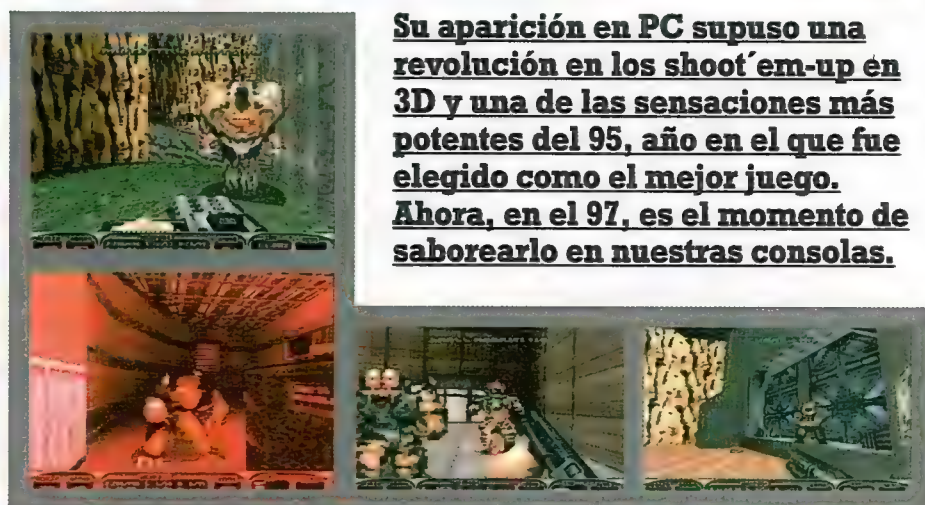 Su aparición en PC supuso una
revolución en los shoot´em-up en
3D y una de las sensaciones más
potentes del 95, año en el que fue
elegido como el mejor juego.
Ahora, en el 97, es el momento de
saborearlo en nuestras consolas.